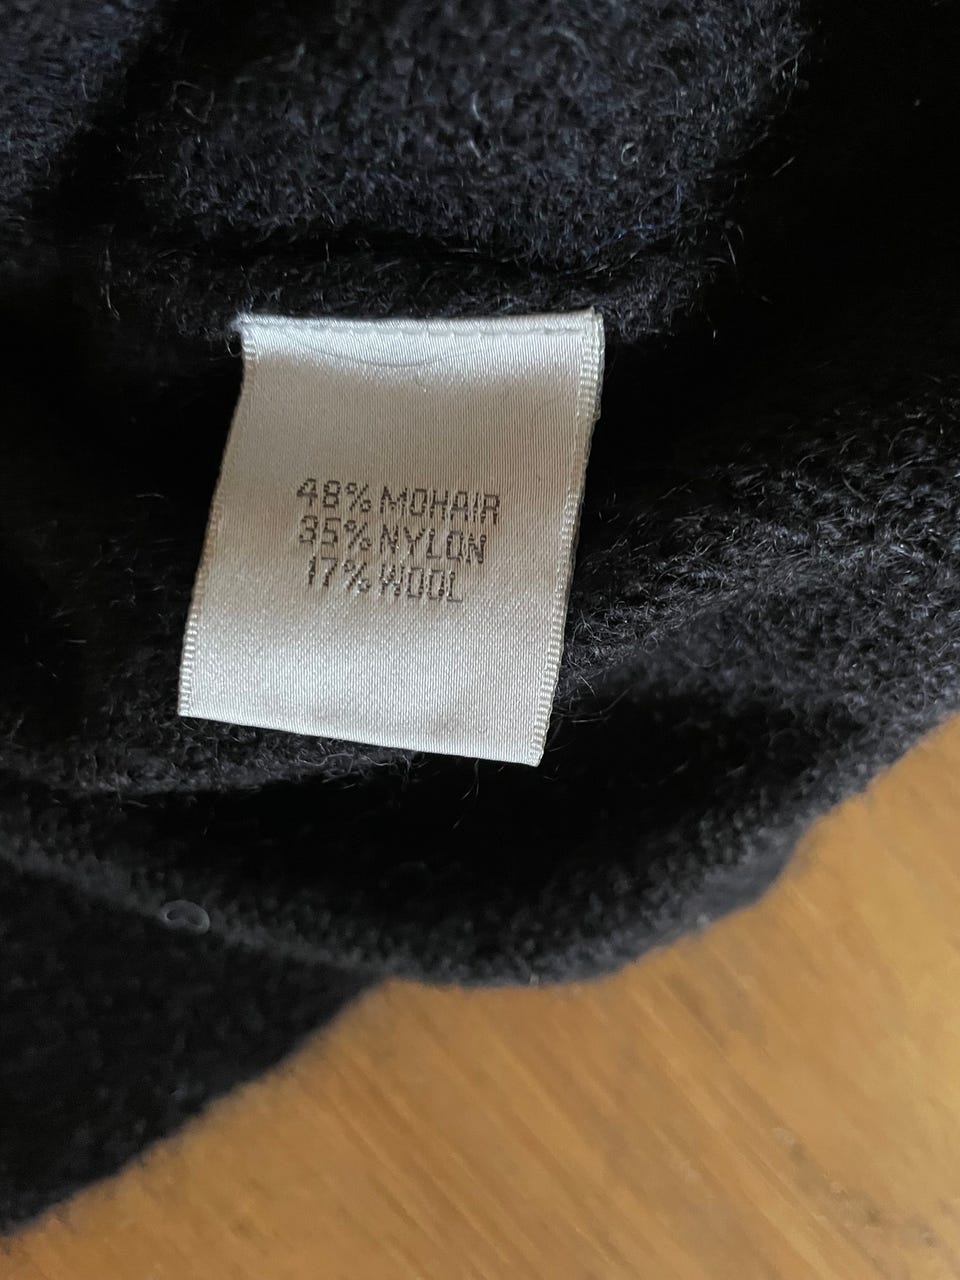 48% MOHAIR
35% NYLON
17% WOOL